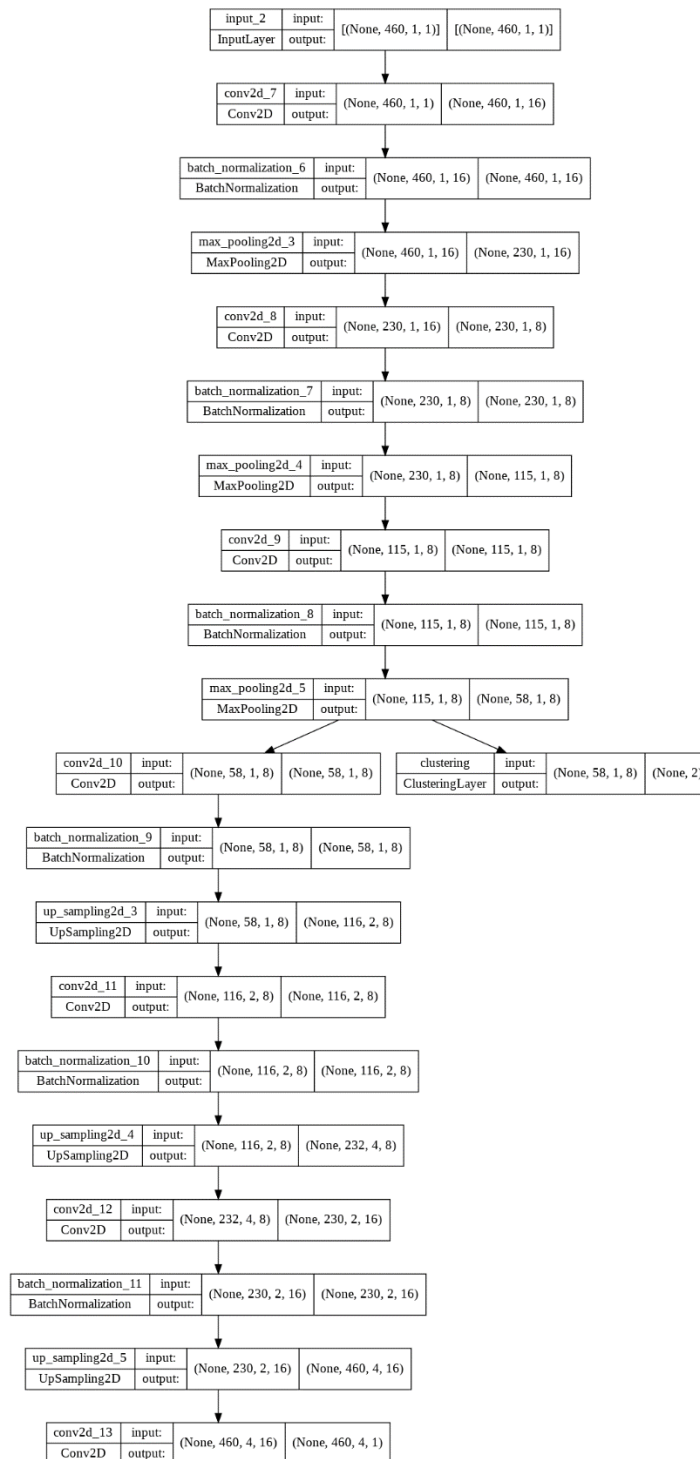 input_2 input: [(None, 460, 1, 1)] [(None, 460, 1, 1)]
InputLayer output:
conv2d_7 input: (None, 460, 1, 1) (None, 460, 1, 16)
Conv2D output:
batch_normalization_6 input: (None, 460, 1, 16) (None, 460, 1, 16)
BatchNormalization output:
max_pooling2d_3 input: (None, 460, 1, 16) (None, 230, 1, 16)
MaxPooling2D output:
conv2d_8 input: (None, 230, 1, 16) (None, 230, 1, 8)
Conv2D output:
batch_normalization_7 input: (None, 230, 1, 8) (None, 230, 1, 8)
BatchNormalization output:
max_pooling2d_4 input: (None, 230, 1, 8) (None, 115, 1, 8)
MaxPooling2D output:
conv2d_9 input: (None, 115, 1, 8) (None, 115, 1, 8)
Conv2D output:
batch_normalization_8 input: (None, 115, 1, 8) (None, 115, 1, 8)
BatchNormalization output:
max_pooling2d_5 input: (None, 115, 1, 8) (None, 58, 1, 8)
MaxPooling2D output:
conv2d_10 input: (None, 58, 1, 8) (None, 58, 1, 8)
Conv2D output:
clustering input: (None, 58, 1, 8) (None, 2)
ClusteringLayer output:
batch_normalization_9 input: (None, 58, 1, 8) (None, 58, 1, 8)
BatchNormalization output:
up_sampling2d_3 input: (None, 58, 1, 8) (None, 116, 2, 8)
UpSampling2D output:
conv2d_11 input: (None, 116, 2, 8) (None, 116, 2, 8)
Conv2D output:
batch_normalization_10 input: (None, 116, 2, 8) (None, 116, 2, 8)
BatchNormalization output:
up_sampling2d_4 input: (None, 116, 2, 8) (None, 232, 4, 8)
UpSampling2D output:
conv2d_12 input: (None, 232, 4, 8) (None, 230, 2, 16)
Conv2D output:
batch_normalization_11 input: (None, 230, 2, 16) (None, 230, 2, 16)
BatchNormalization output:
up_sampling2d_5 input: (None, 230, 2, 16) (None, 460, 4, 16)
UpSampling2D output:
conv2d_13 input: (None, 460, 4, 16) (None, 460, 4, 1)
Conv2D output: